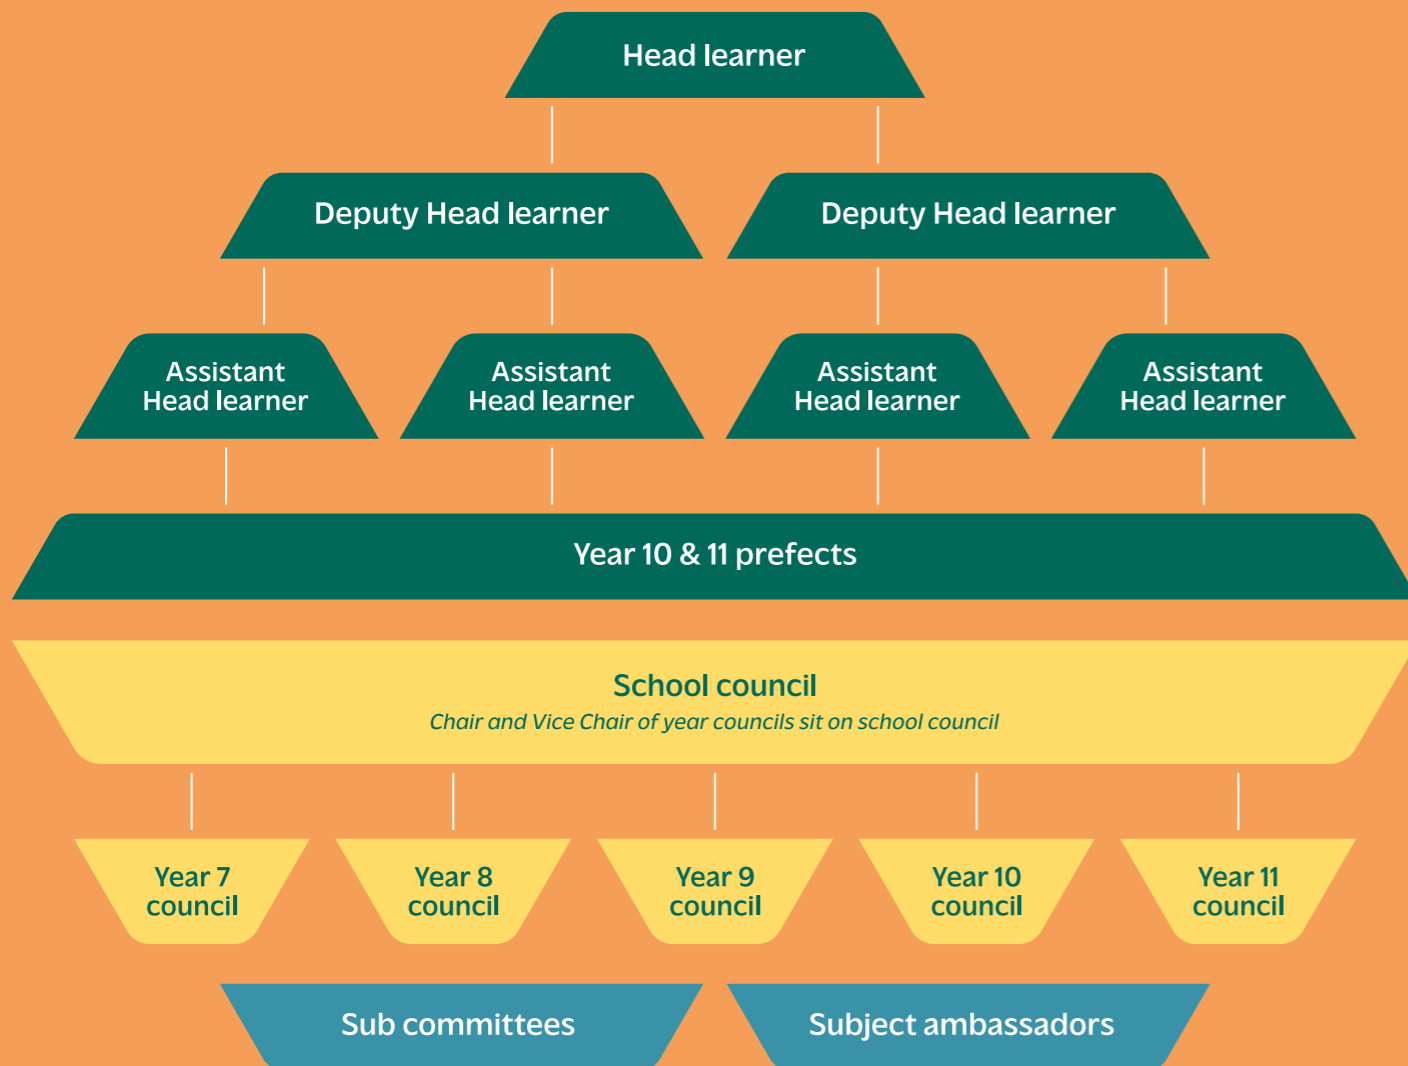 Head learner
Deputy Head learner
Deputy Head learner
Assistant
Head learner
Assistant
Head learner
Assistant
Head learner
Assistant
Head learner
Year 10 & 11 prefects
School council
Chair and Vice Chair of year councils sit on school council
Year 7
council
Year 8
council
Year 9
council
Year 10
council
Year 11
council
Sub committees
Subject ambassadors